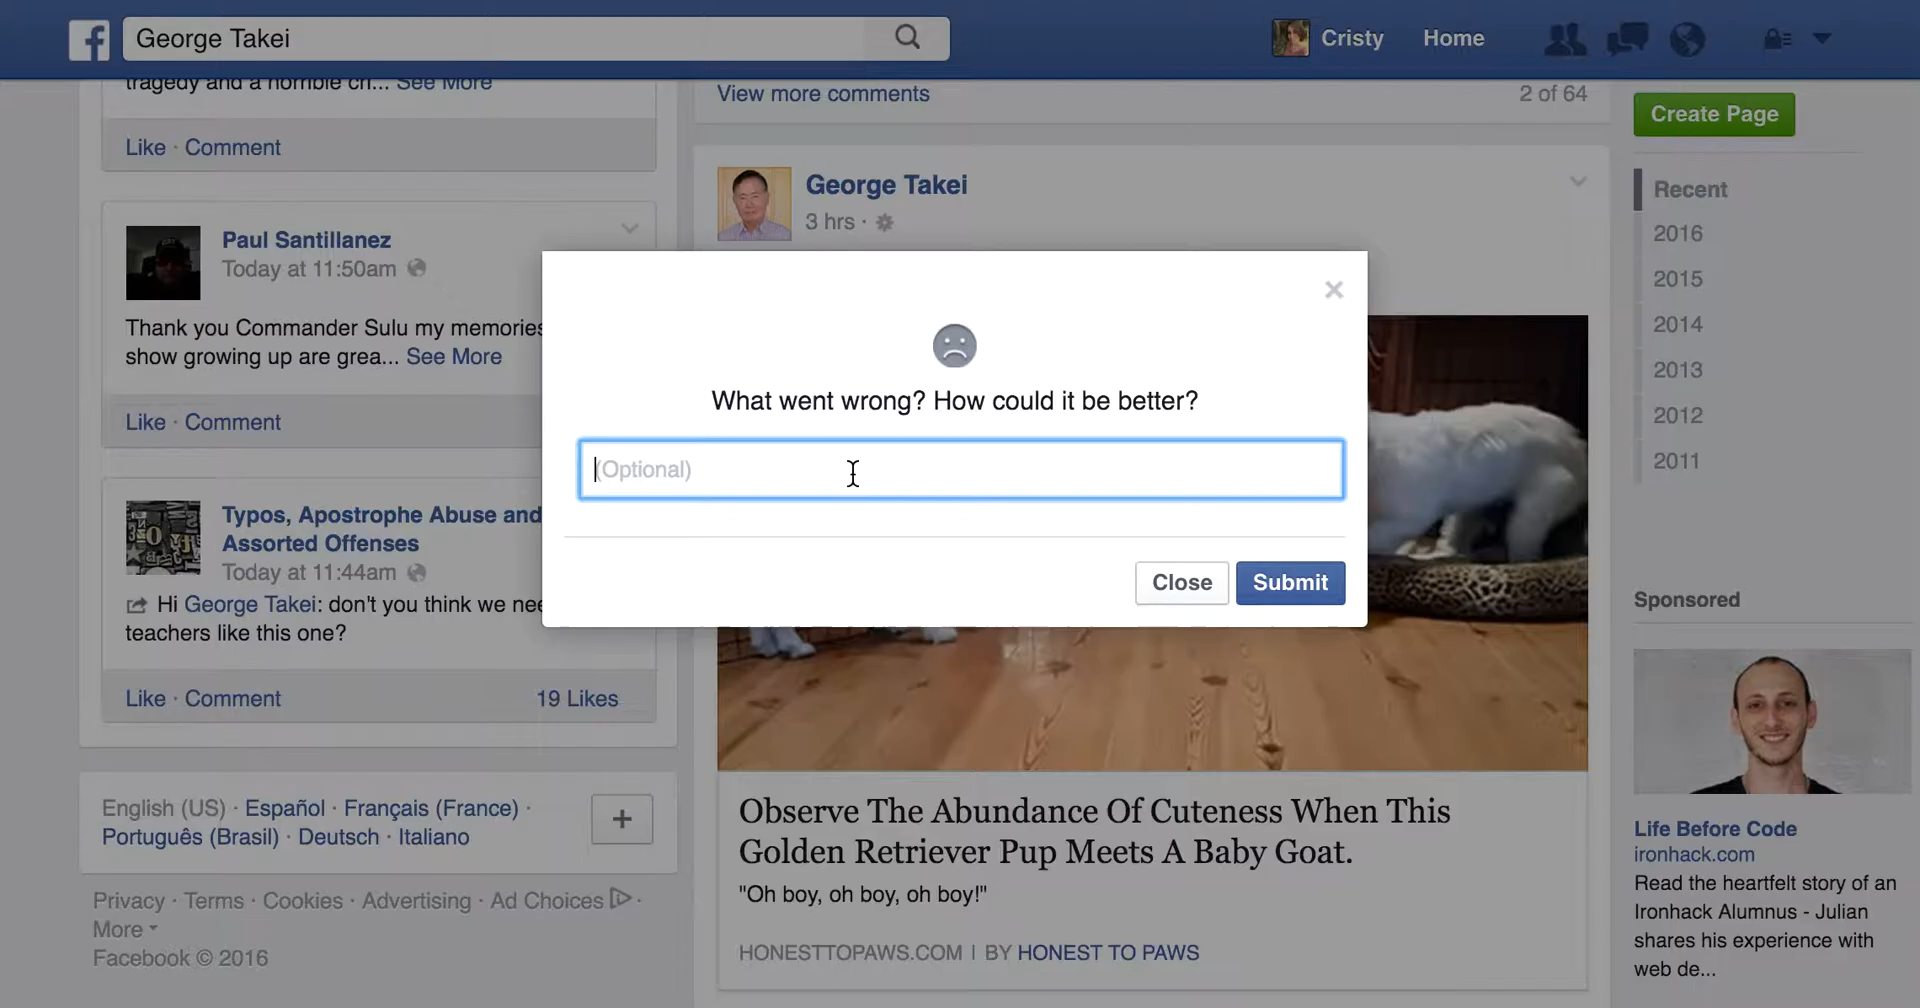 George Takei
Cristy
Home
tragedy and a horrible cri... See More
Like · Comment
Paul Santillanez
Today at 11:50am
Thank you Commander Sulu my memories
show growing up are grea... See More
Like · Comment
Typos, Apostrophe Abuse and
Assorted Offenses
Today at 11:44am
Hi George Takei: don't you think we nee
teachers like this one?
Like · Comment
19 Likes
English (US) · Español · Français (France) ·
Português (Brasil) · Deutsch · Italiano
+
Privacy · Terms · Cookies · Advertising · Ad Choices ·
More
Facebook © 2016
View more comments
2 of 64
George Takei
3 hrs ·
What went wrong? How could it be better?
(Optional)
Close
Submit
Observe The Abundance Of Cuteness When This
Golden Retriever Pup Meets A Baby Goat.
"Oh boy, oh boy, oh boy!"
HONESTTOPAWS.COM | BY HONEST TO PAWS
Create Page
Recent
2016
2015
2014
2013
2012
2011
Sponsored
Life Before Code
ironhack.com
Read the heartfelt story of an
Ironhack Alumnus - Julian
shares his experience with
web de...